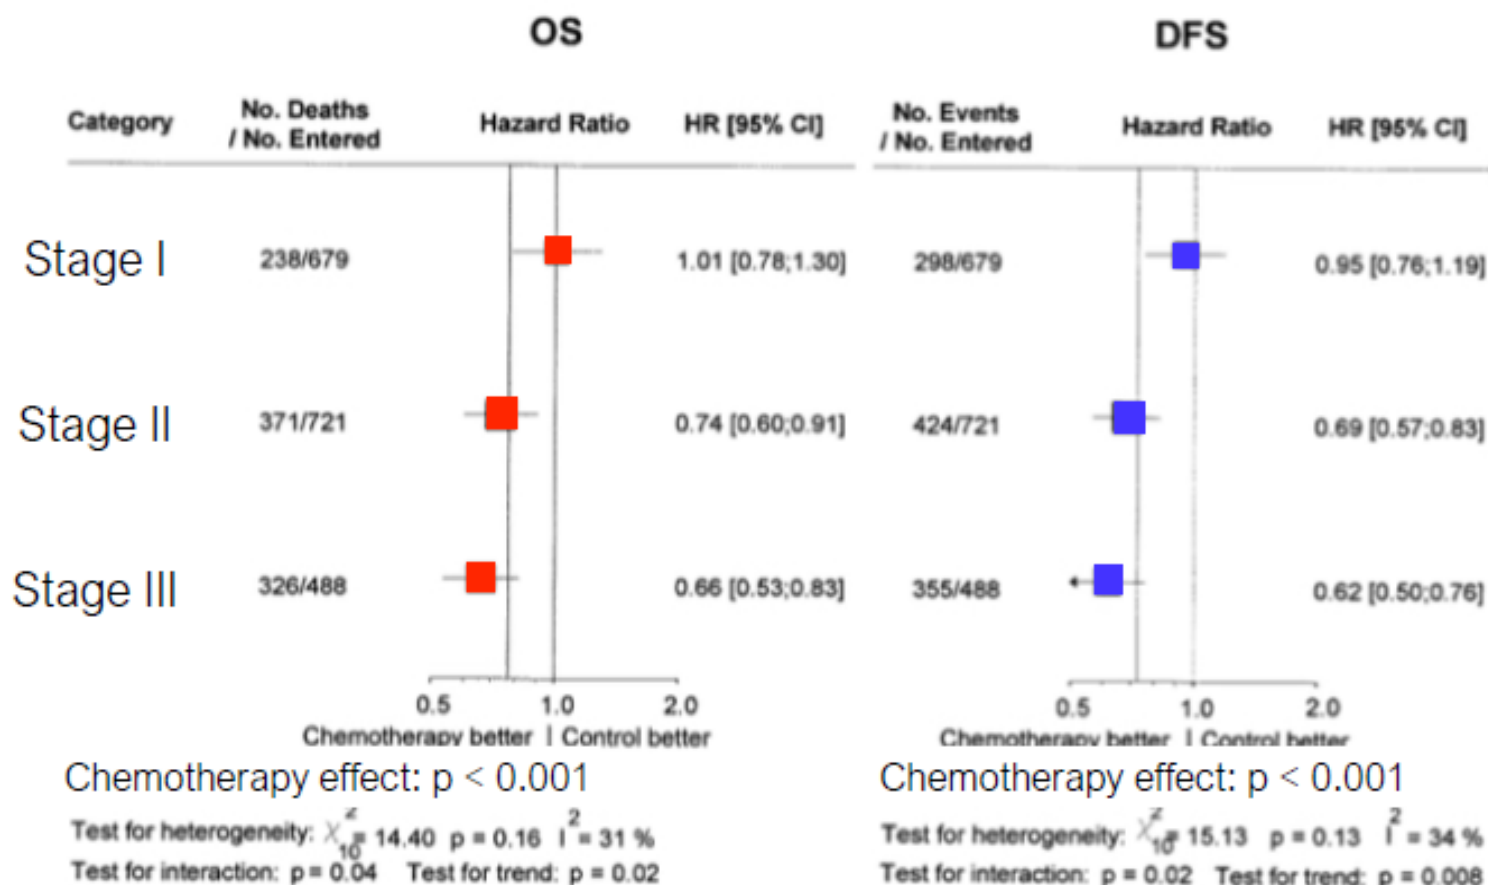 OS
DFS
Category
No. Deaths
/ No. Entered
Hazard Ratio
HR [95% CI]
No. Events
/ No. Entered
Hazard Ratio
HR [95% CI]
Stage I
238/679
1.01 [0.78;1.30]
298/679
0.95 [0.76;1.19]
Stage II
371/721
0.74 [0.60;0.91]
424/721
0.69 [0.57;0.83]
Stage III
326/488
0.66 [0.53;0.83]
355/488
0.62 [0.50;0.76]
0.5 1.0 2.0
Chemotherapy better | Control better
0.5 1.0 2.0
Chemotherapy better | Control better
Chemotherapy effect: p < 0.001
Chemotherapy effect: p < 0.001
Test for heterogeneity: χ²₁₀ = 14.40 p = 0.16 I² = 31 %
Test for interaction: p = 0.04 Test for trend: p = 0.02
Test for heterogeneity: χ²₁₀ = 15.13 p = 0.13 I² = 34 %
Test for interaction: p = 0.02 Test for trend: p = 0.008